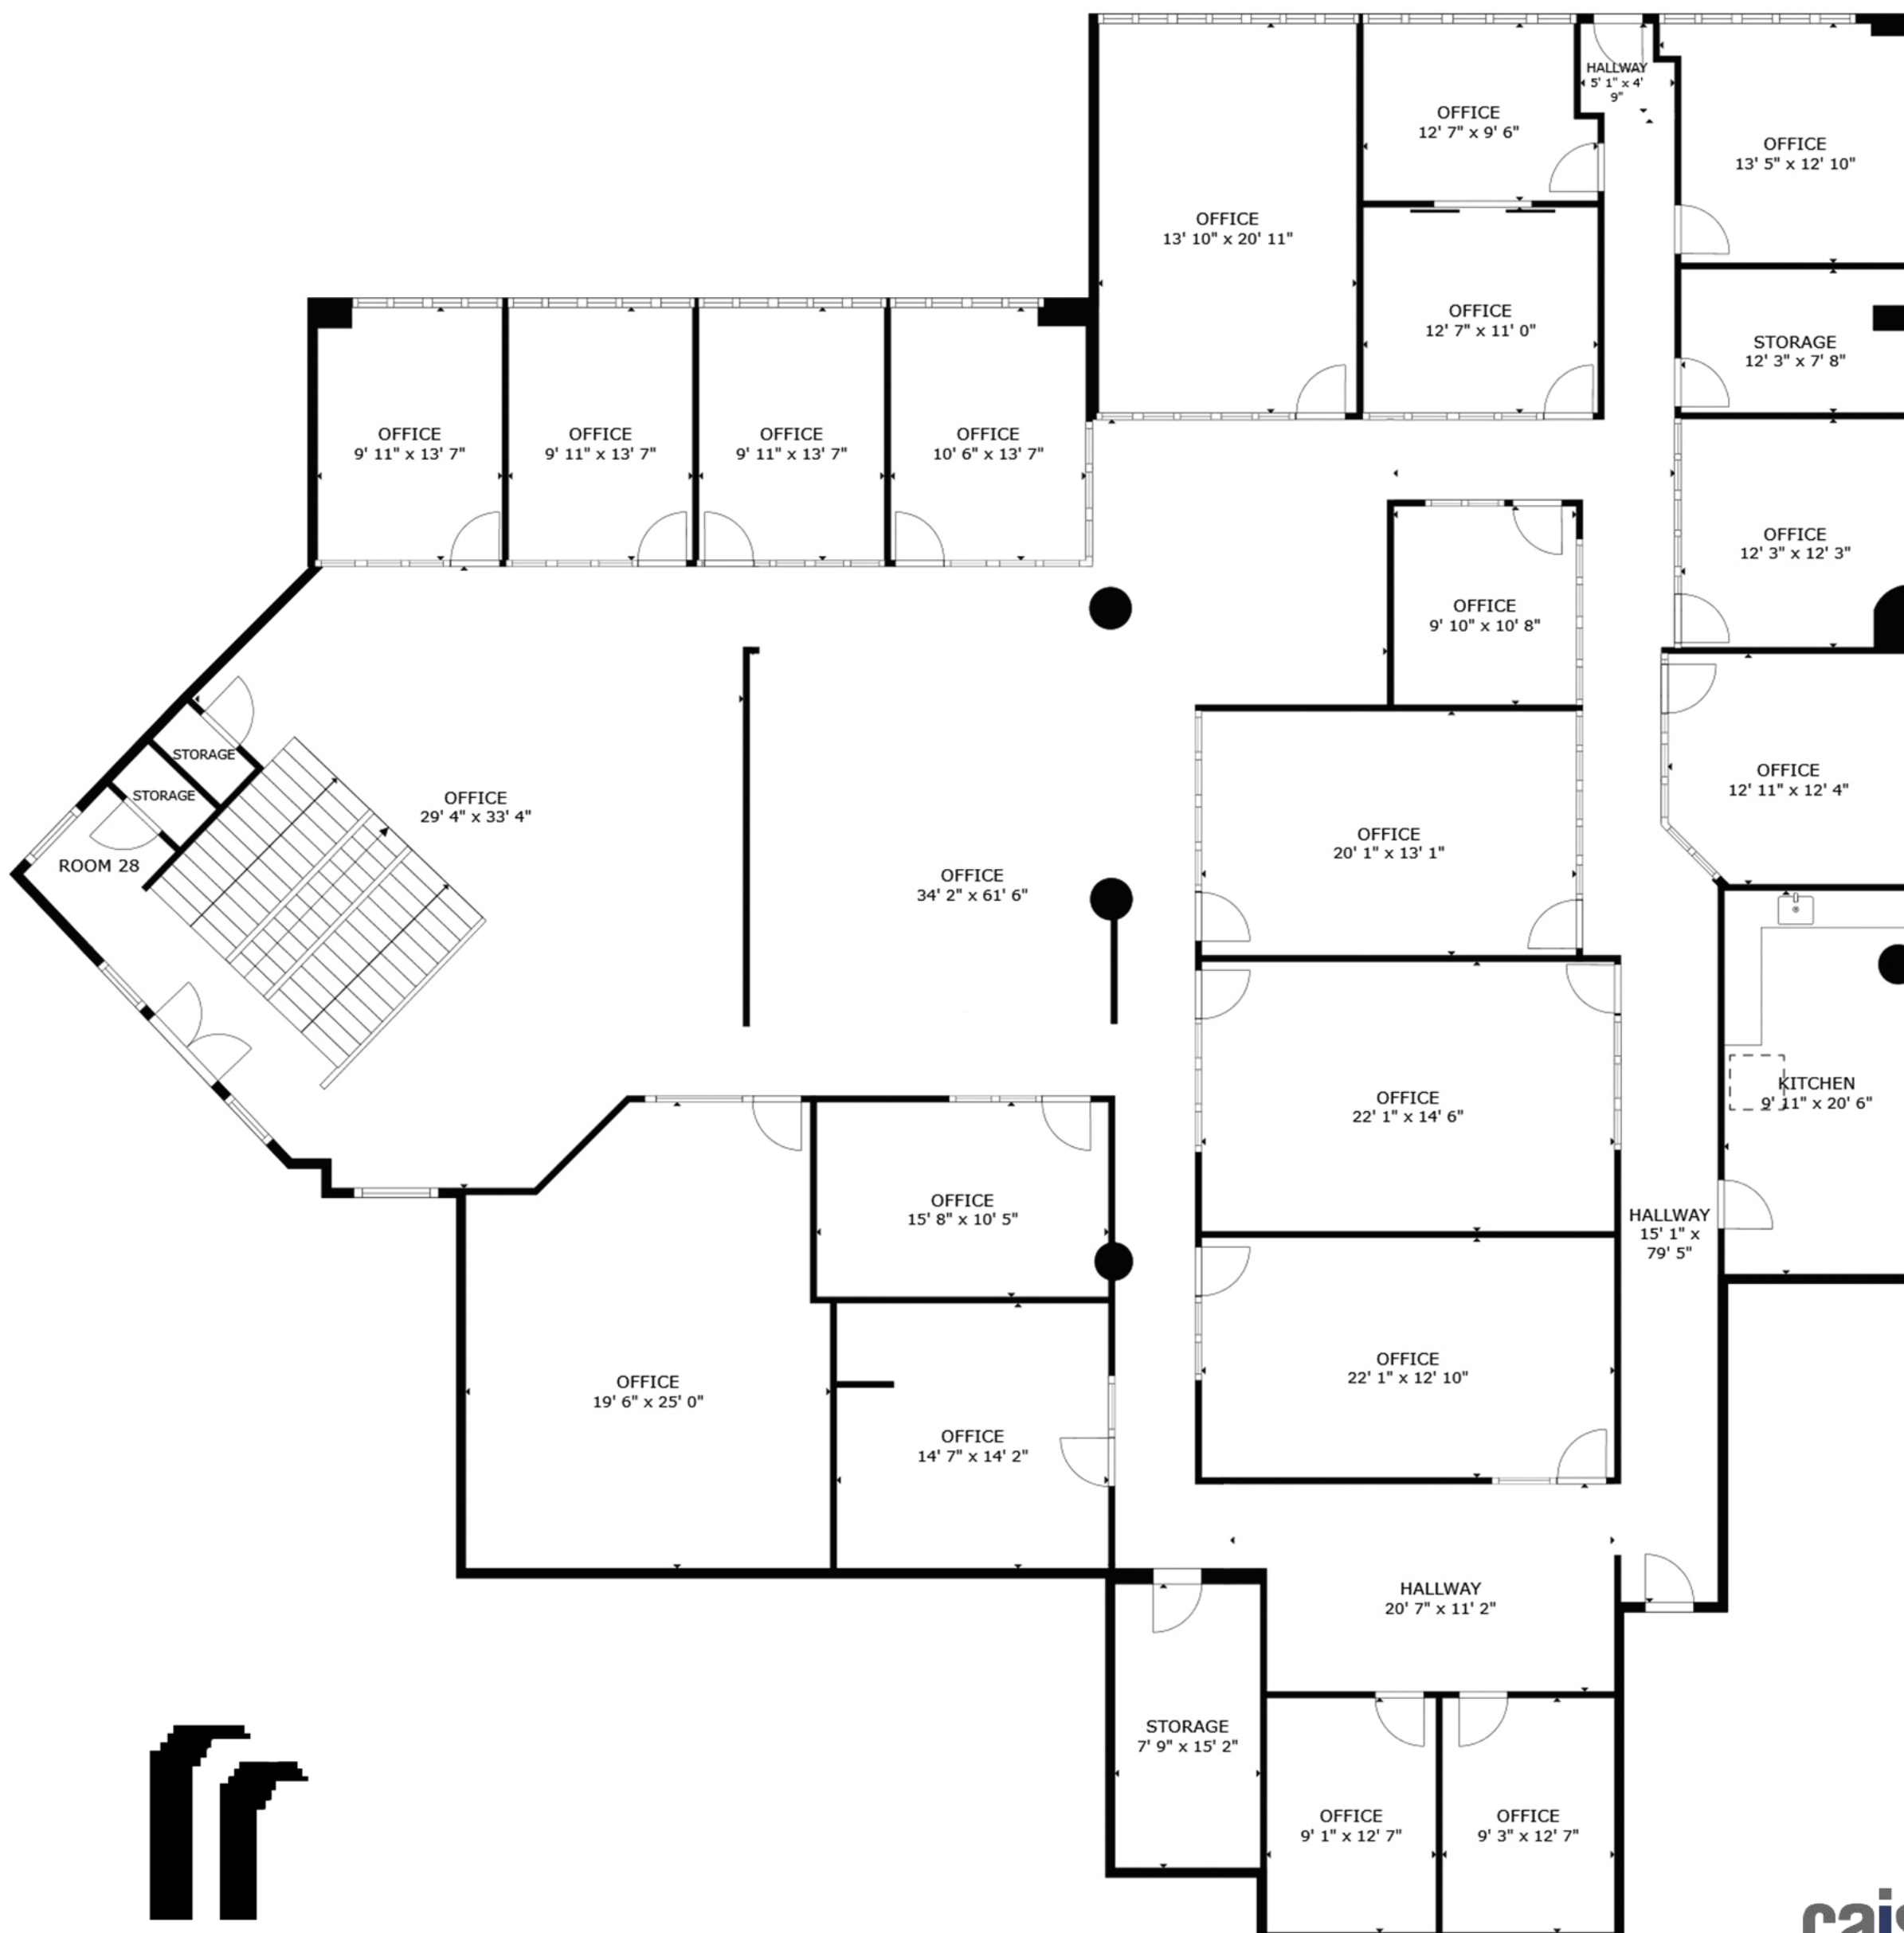 HALLWAY
5' 1" x 4'
9"
OFFICE
12' 7" x 9' 6"
OFFICE
13' 5" x 12' 10"
OFFICE
13' 10" x 20' 11"
OFFICE
12' 7" x 11' 0"
STORAGE
12' 3" x 7' 8"
OFFICE
9' 11" x 13' 7"
OFFICE
9' 11" x 13' 7"
OFFICE
9' 11" x 13' 7"
OFFICE
10' 6" x 13' 7"
OFFICE
12' 3" x 12' 3"
OFFICE
9' 10" x 10' 8"
STORAGE
STORAGE
ROOM 28
OFFICE
29' 4" x 33' 4"
OFFICE
12' 11" x 12' 4"
OFFICE
20' 1" x 13' 1"
OFFICE
34' 2" x 61' 6"
OFFICE
22' 1" x 14' 6"
KITCHEN
9' 11" x 20' 6"
OFFICE
15' 8" x 10' 5"
HALLWAY
15' 1" x
79' 5"
OFFICE
22' 1" x 12' 10"
OFFICE
19' 6" x 25' 0"
OFFICE
14' 7" x 14' 2"
HALLWAY
20' 7" x 11' 2"
STORAGE
7' 9" x 15' 2"
OFFICE
9' 1" x 12' 7"
OFFICE
9' 3" x 12' 7"